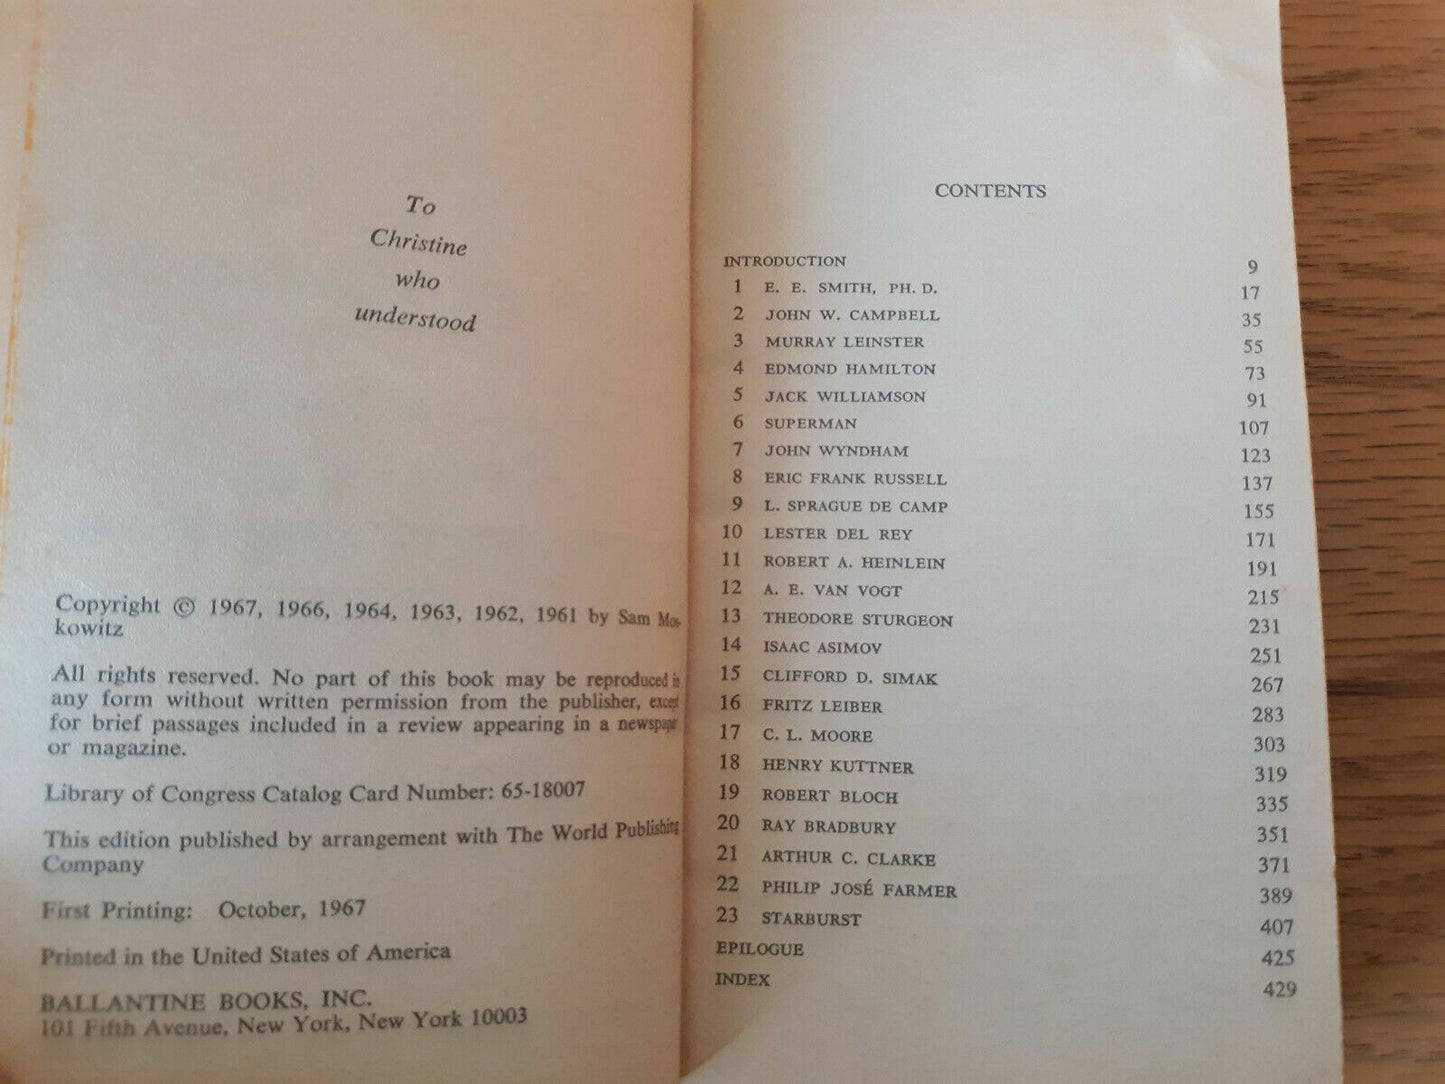 To
Christine
who
understood
Copyright © 1967, 1966, 1964, 1963, 1962, 1961 by Sam Mos-
kowitz
All rights reserved. No part of this book may be reproduced in
any form without written permission from the publisher, except
for brief passages included in a review appearing in a newspaper
or magazine.
Library of Congress Catalog Card Number: 65-18007
This edition published by arrangement with The World Publishing
Company
First Printing: October, 1967
Printed in the United States of America
BALLANTINE BOOKS, INC.
101 Fifth Avenue, New York, New York 10003
CONTENTS
INTRODUCTION 9
1 E. E. SMITH, PH. D. 17
2 JOHN W. CAMPBELL 35
3 MURRAY LEINSTER 55
4 EDMOND HAMILTON 73
5 JACK WILLIAMSON 91
6 SUPERMAN 107
7 JOHN WYNDHAM 123
8 ERIC FRANK RUSSELL 137
9 L. SPRAGUE DE CAMP 155
10 LESTER DEL REY 171
11 ROBERT A. HEINLEIN 191
12 A. E. VAN VOGT 215
13 THEODORE STURGEON 231
14 ISAAC ASIMOV 251
15 CLIFFORD D. SIMAK 267
16 FRITZ LEIBER 283
17 C. L. MOORE 303
18 HENRY KUTTNER 319
19 ROBERT BLOCH 335
20 RAY BRADBURY 351
21 ARTHUR C. CLARKE 371
22 PHILIP JOSÉ FARMER 389
23 STARBURST 407
EPILOGUE 425
INDEX 429